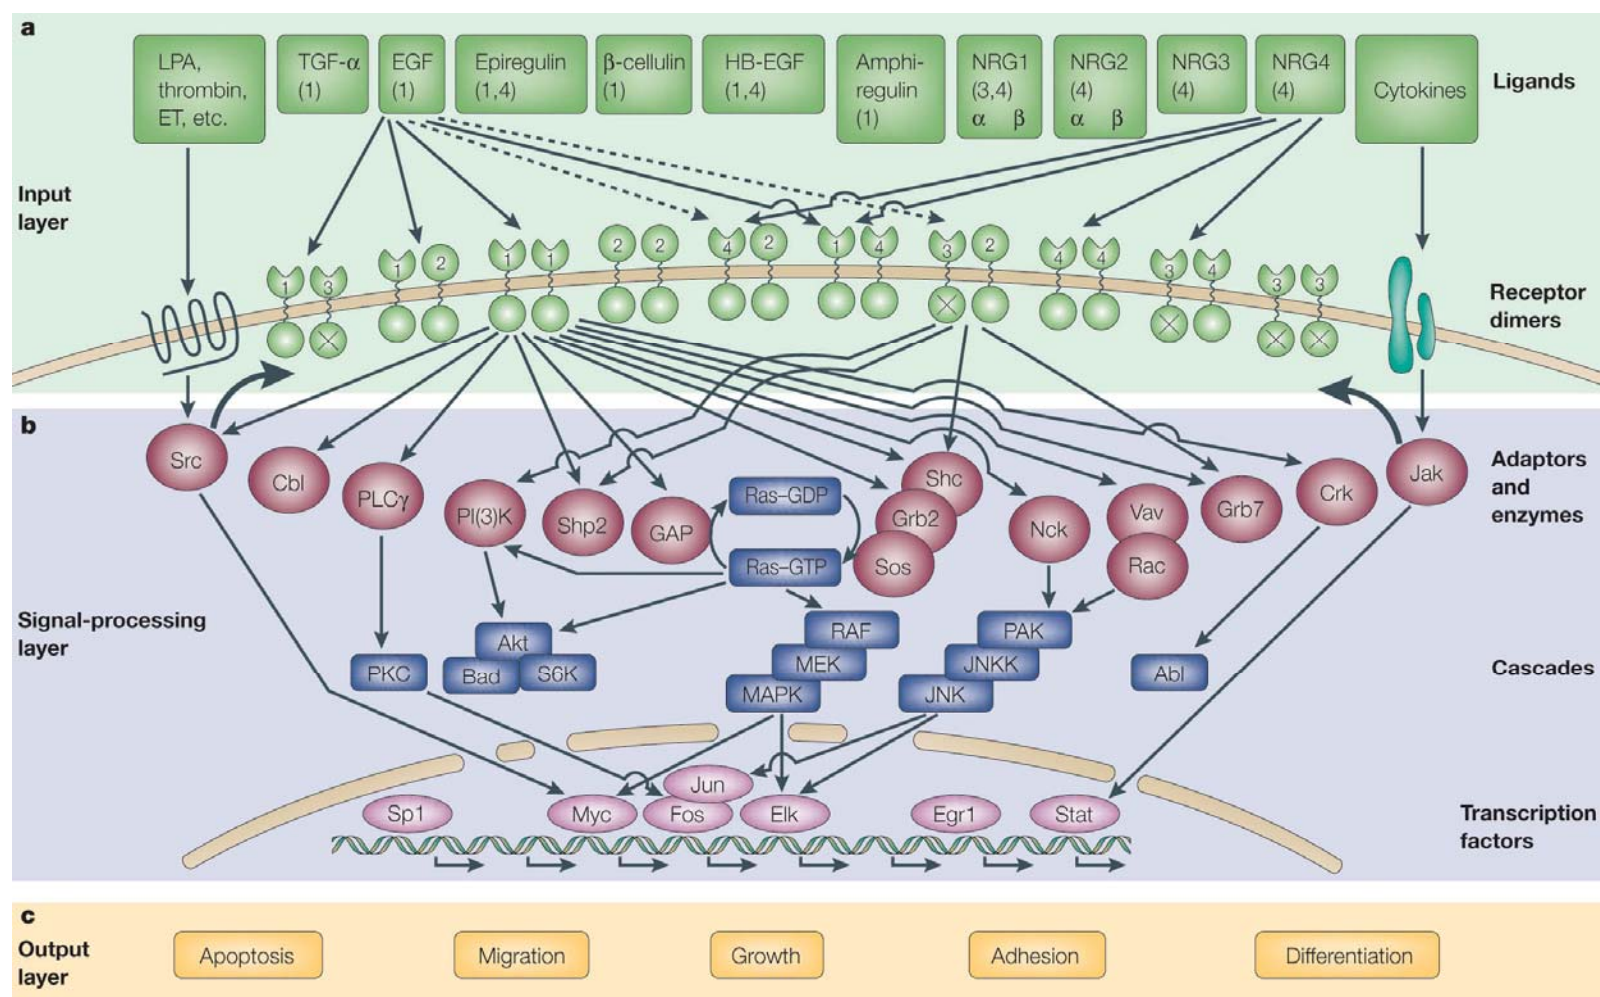 a
LPA,
thrombin,
ET, etc.
TGF-α
(1)
EGF
(1)
Epiregulin
(1,4)
β-cellulin
(1)
HB-EGF
(1,4)
Amphi-
regulin
(1)
NRG1
(3,4)
α β
NRG2
(4)
α β
NRG3
(4)
NRG4
(4)
Cytokines
Ligands
Input
layer
1 3
1 2
1 1
2 2
4 2
1 4
3 2
4 4
3 4
3 3
Receptor
dimers
b
Src
Cbl
PLCγ
PI(3)K
Shp2
GAP
Ras–GDP
Ras–GTP
Shc
Grb2
Sos
Nck
Vav
Rac
Grb7
Crk
Jak
Adaptors
and
enzymes
Signal-processing
layer
PKC
Akt
Bad
S6K
RAF
MEK
MAPK
PAK
JNKK
JNK
Abl
Cascades
Sp1
Myc
Jun
Fos
Elk
Egr1
Stat
Transcription
factors
c
Output
layer
Apoptosis
Migration
Growth
Adhesion
Differentiation